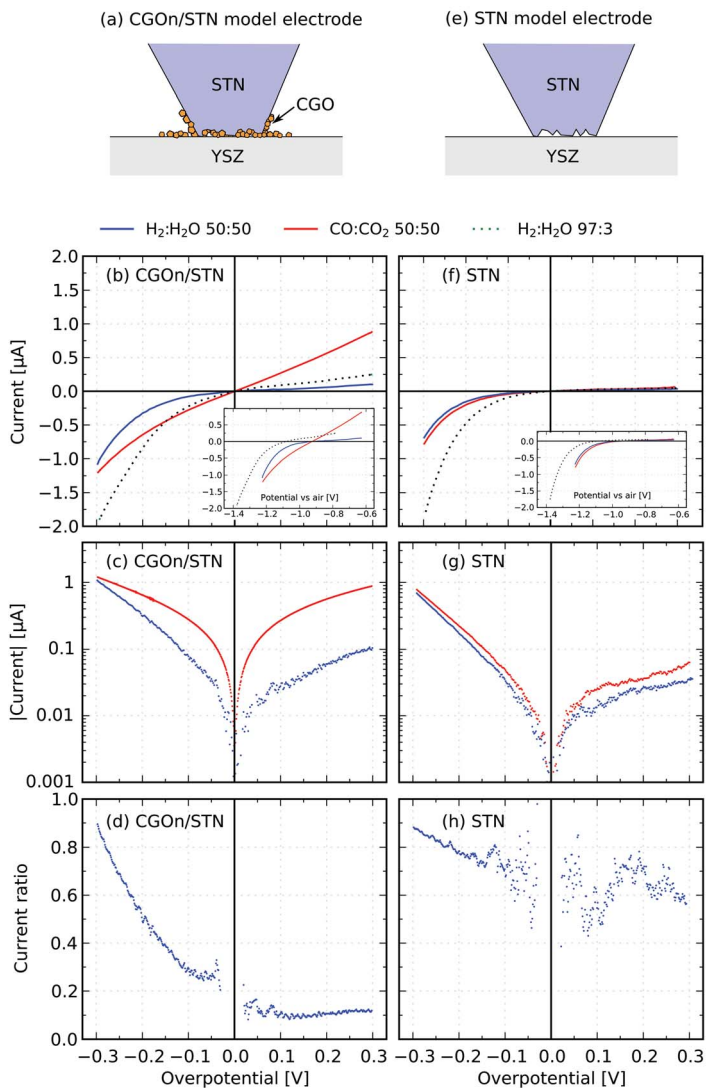 (a) CGOn/STN model electrode
(e) STN model electrode
STN
CGO
YSZ
STN
YSZ
H₂:H₂O 50:50
CO:CO₂ 50:50
H₂:H₂O 97:3
(b) CGOn/STN
Current [µA]
2.0
1.5
1.0
0.5
0.0
−0.5
−1.0
−1.5
−2.0
0.5
0.0
−0.5
−1.0
−1.5
−2.0
Potential vs air [V]
−1.4 −1.2 −1.0 −0.8 −0.6
(f) STN
0.5
0.0
−0.5
−1.0
−1.5
−2.0
Potential vs air [V]
−1.4 −1.2 −1.0 −0.8 −0.6
(c) CGOn/STN
|Current| [µA]
1
0.1
0.01
0.001
(g) STN
(d) CGOn/STN
Current ratio
1.0
0.8
0.6
0.4
0.2
0.0
−0.3 −0.2 −0.1 0.0 0.1 0.2 0.3
Overpotential [V]
(h) STN
−0.3 −0.2 −0.1 0.0 0.1 0.2 0.3
Overpotential [V]